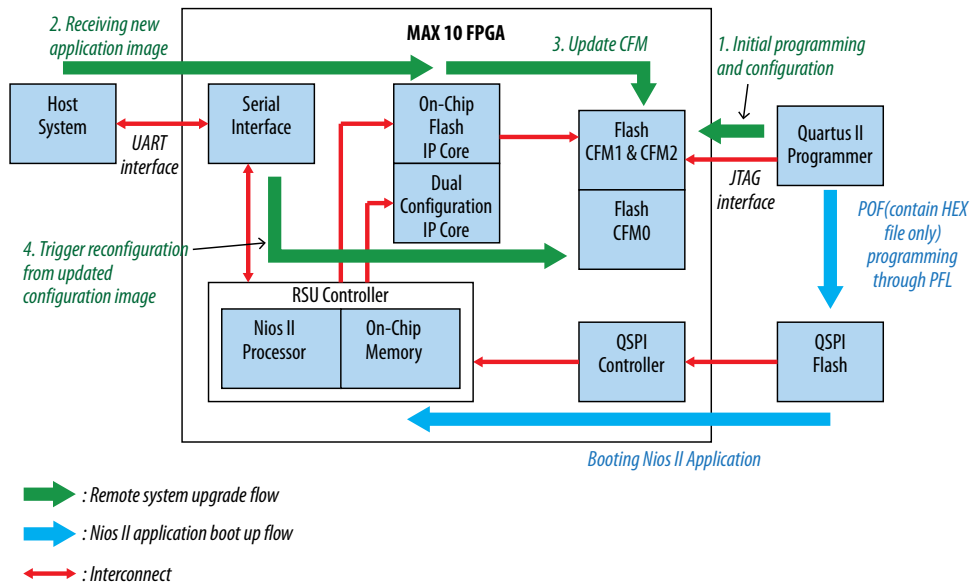 2. Receiving new
application image
MAX 10 FPGA
3. Update CFM
1. Initial programming
and configuration
Host
System
UART
interface
Serial
Interface
On-Chip
Flash
IP Core
Dual
Configuration
IP Core
Flash
CFM1 & CFM2
Flash
CFM0
JTAG
interface
Quartus II
Programmer
POF(contain HEX
file only)
programming
through PFL
4. Trigger reconfiguration
from updated
configuration image
RSU Controller
Nios II
Processor
On-Chip
Memory
QSPI
Controller
QSPI
Flash
Booting Nios II Application
: Remote system upgrade flow
: Nios II application boot up flow
: Interconnect